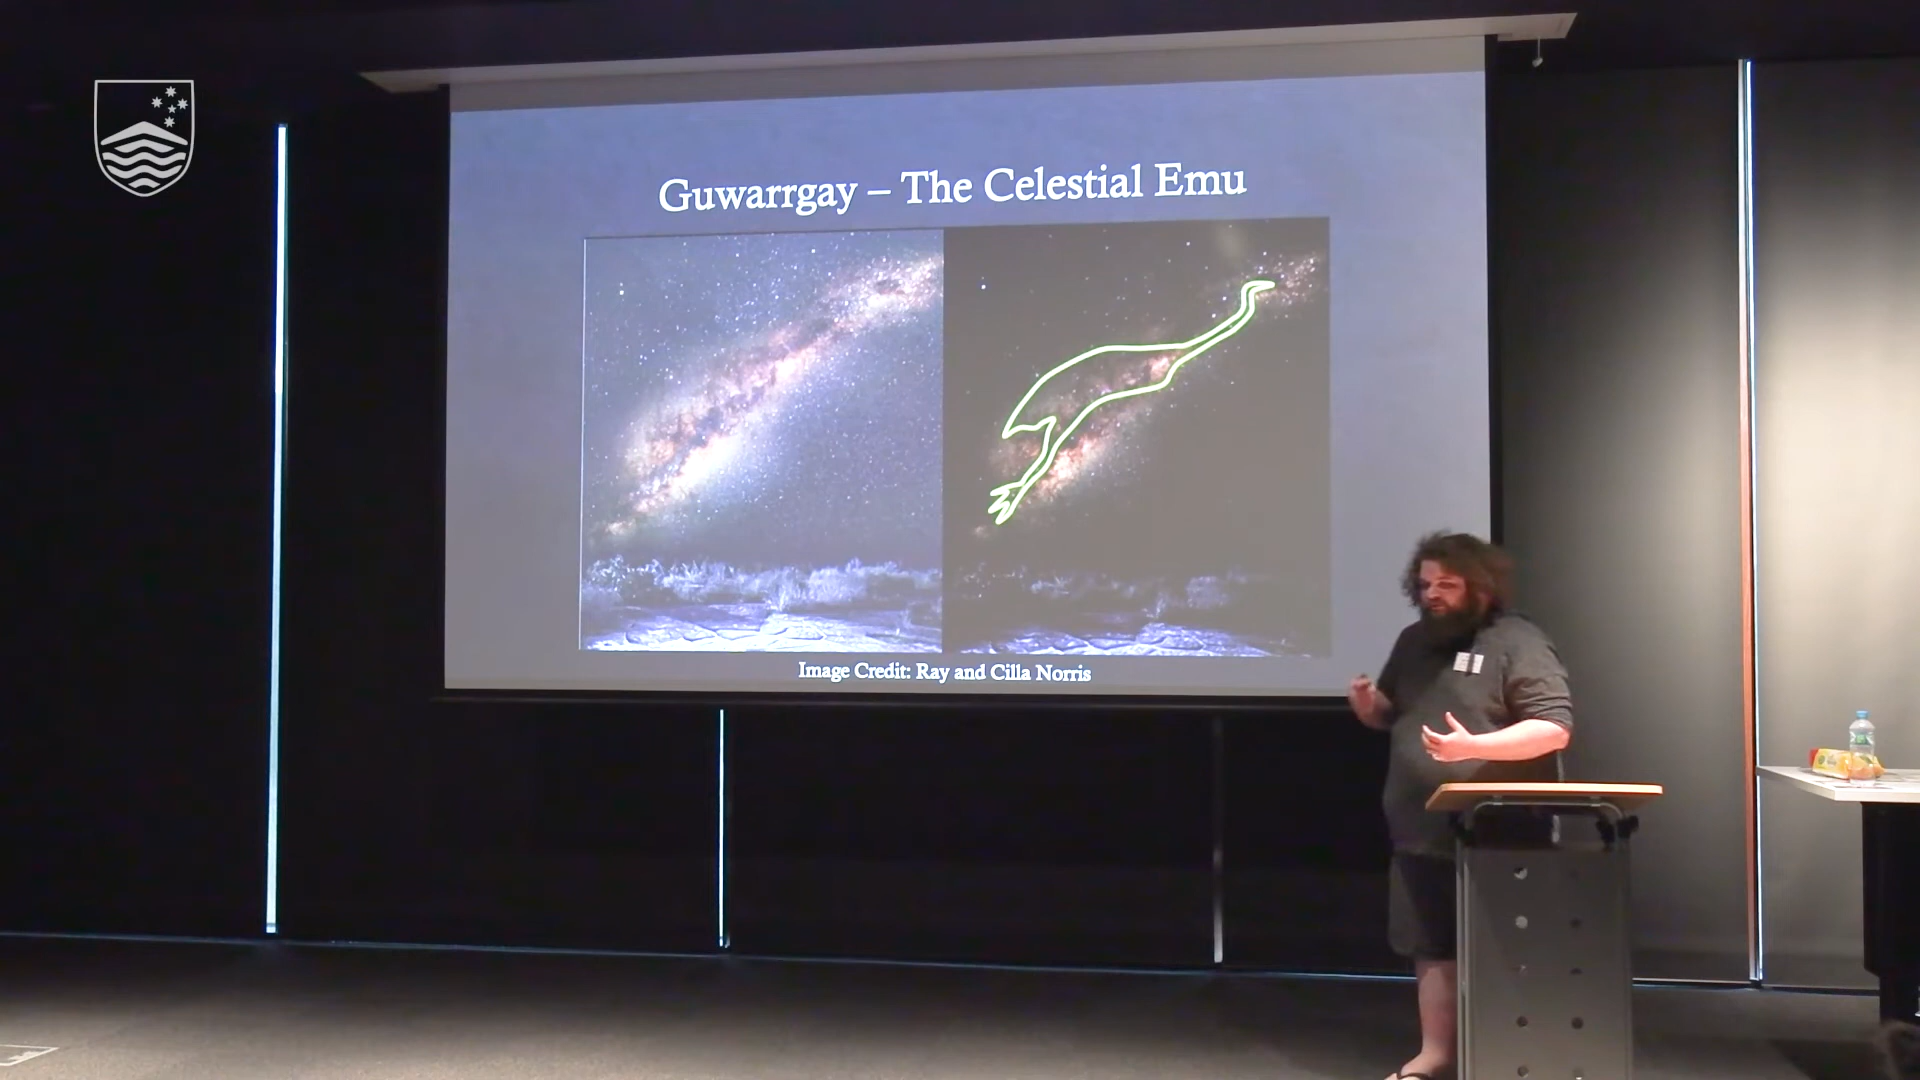 Guwarrgay – The Celestial Emu
Image Credit: Ray and Cilla Norris